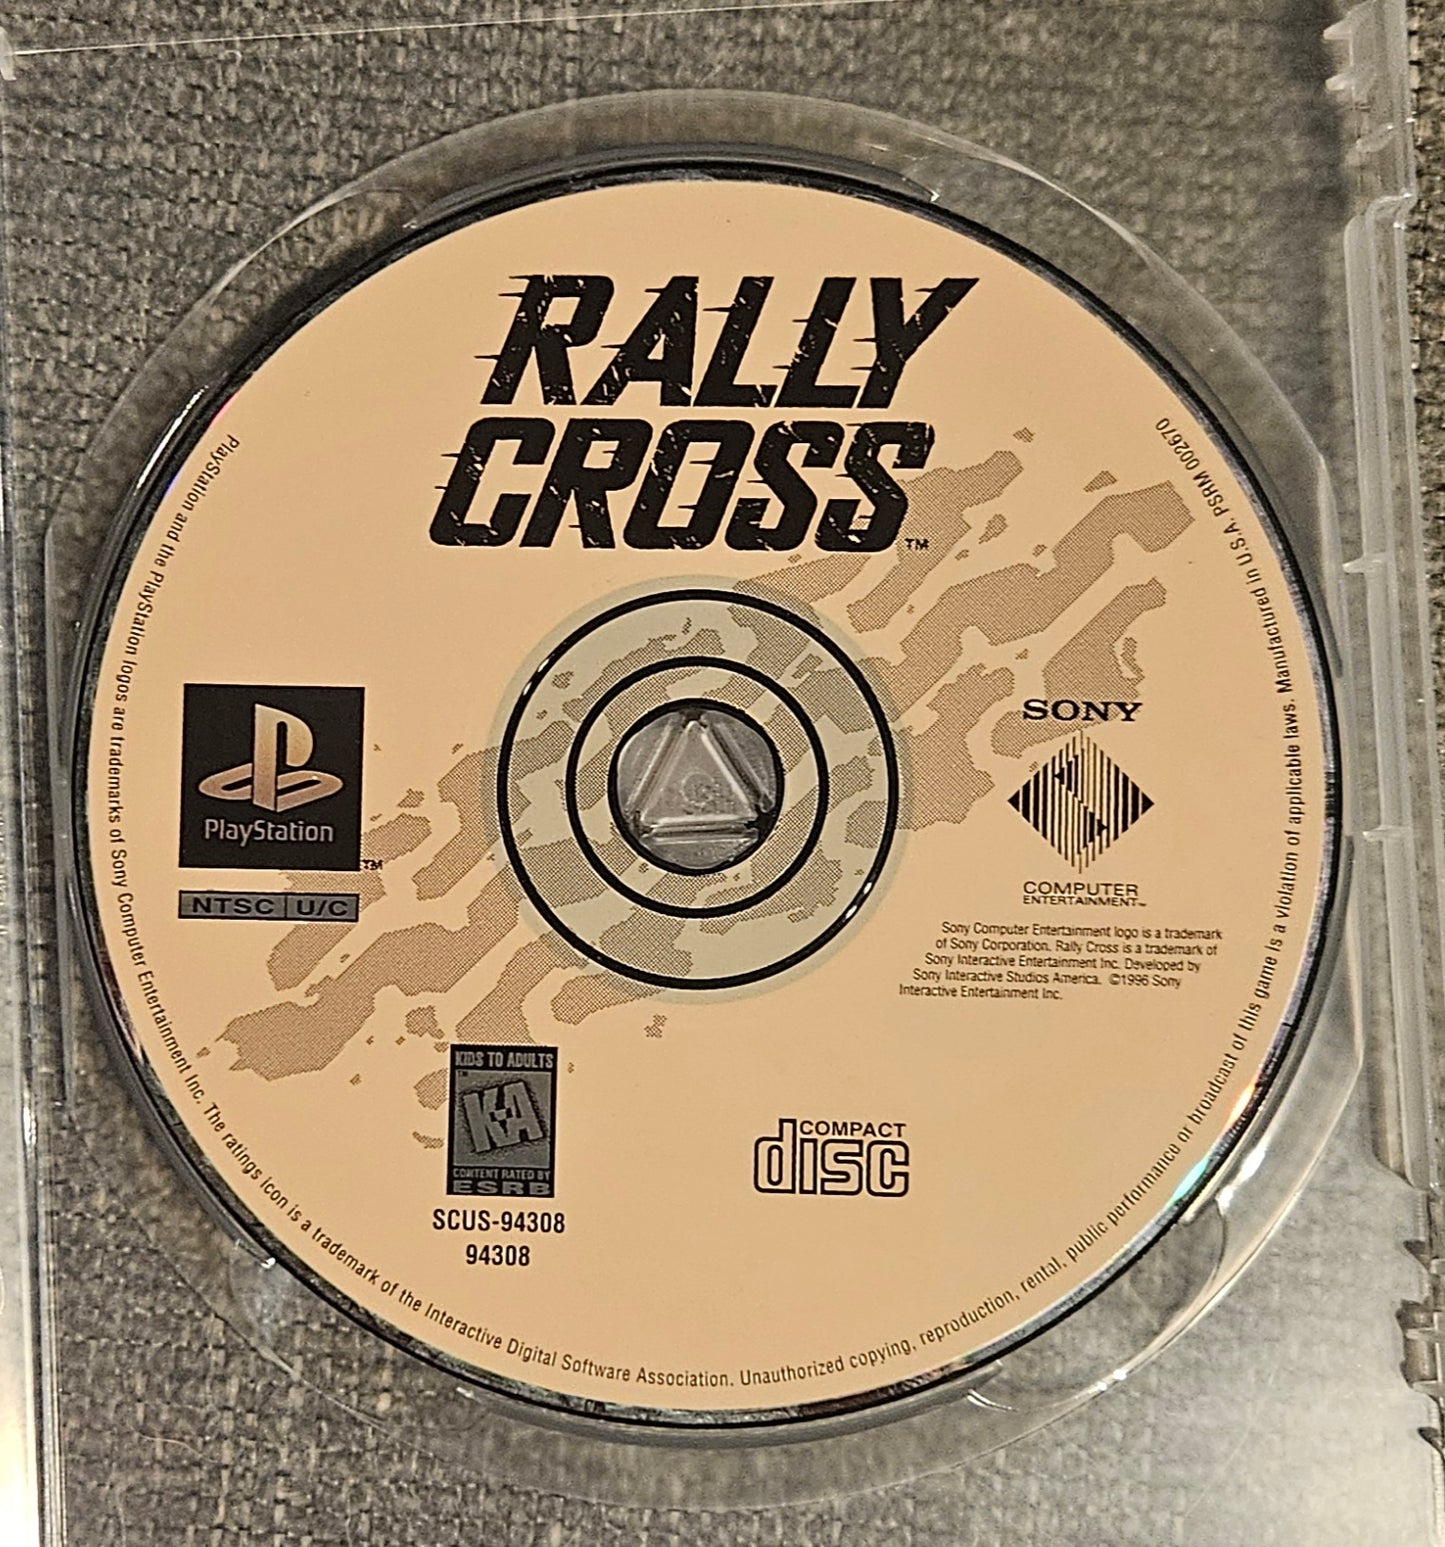 RALLY
CROSS™
PlayStation
™
NTSC U/C
SONY
COMPUTER
ENTERTAINMENT™
Sony Computer Entertainment logo is a trademark
of Sony Corporation. Rally Cross is a trademark of
Sony Interactive Entertainment Inc. Developed by
Sony Interactive Studios America. ©1996 Sony
Interactive Entertainment Inc.
KIDS TO ADULTS
K-A
CONTENT RATED BY
ESRB
SCUS-94308
94308
COMPACT
disc
PlayStation and the PlayStation logos are trademarks of Sony Computer Entertainment Inc. The ratings icon is a trademark of the Interactive Digital Software Association. Unauthorized copying, reproduction, rental, public performance or broadcast of this game is a violation of applicable laws. Manufactured in U.S.A. PSRM 002670